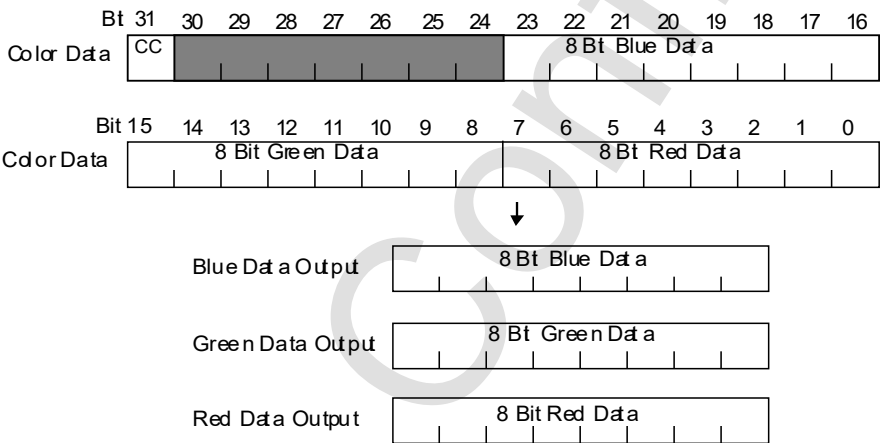 Bit 31 30 29 28 27 26 25 24 23 22 21 20 19 18 17 16
Color Data CC 8 Bit Blue Data
Bit 15 14 13 12 11 10 9 8 7 6 5 4 3 2 1 0
Color Data 8 Bit Green Data 8 Bit Red Data
Blue Data Output 8 Bit Blue Data
Green Data Output 8 Bit Green Data
Red Data Output 8 Bit Red Data